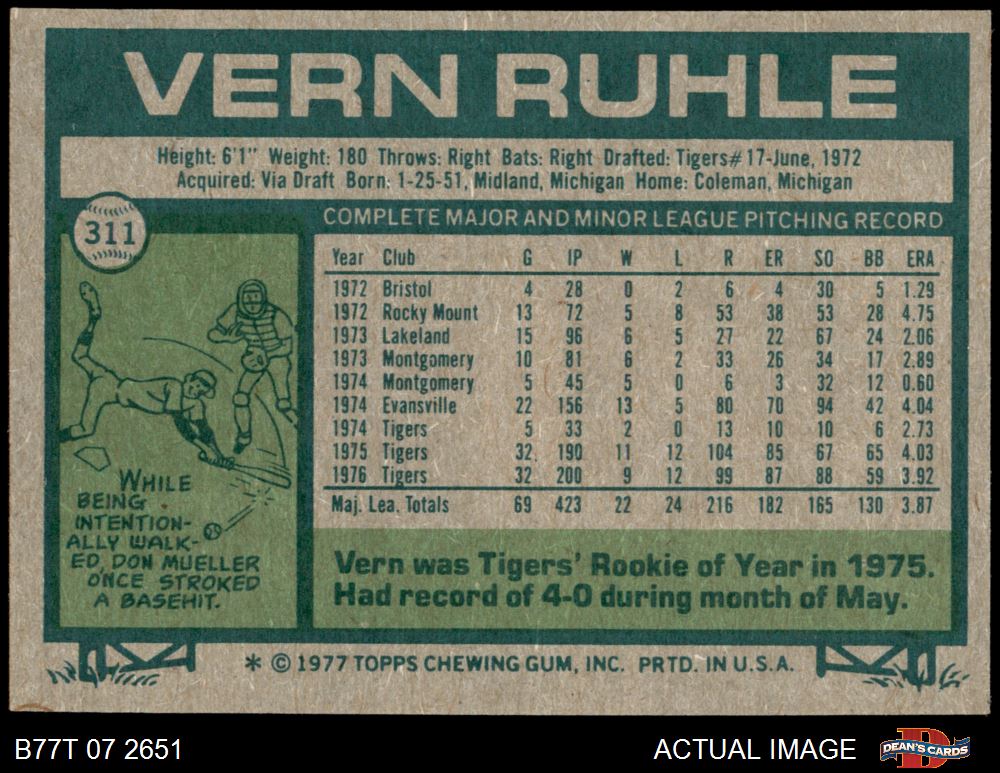 VERN RUHLE
Height: 6'1" Weight: 180 Throws: Right Bats: Right Drafted: Tigers#17-June, 1972
Acquired: Via Draft Born: 1-25-51, Midland, Michigan Home: Coleman, Michigan
311
COMPLETE MAJOR AND MINOR LEAGUE PITCHING RECORD
Year Club G IP W L R ER SO BB ERA
1972 Bristol 4 28 0 2 6 4 30 5 1.29
1972 Rocky Mount 13 72 5 8 53 38 53 28 4.75
1973 Lakeland 15 96 6 5 27 22 67 24 2.06
1973 Montgomery 10 81 6 2 33 26 34 17 2.89
1974 Montgomery 5 45 5 0 6 3 32 12 0.60
1974 Evansville 22 156 13 5 80 70 94 42 4.04
1974 Tigers 5 33 2 0 13 10 10 6 2.73
1975 Tigers 32 190 11 12 104 85 67 65 4.03
1976 Tigers 32 200 9 12 99 87 88 59 3.92
Maj. Lea. Totals 69 423 22 24 216 182 165 130 3.87
WHILE
BEING
INTENTION-
ALLY WALK-
ED, DON MUELLER
ONCE STROKED
A BASEHIT.
Vern was Tigers' Rookie of Year in 1975.
Had record of 4-0 during month of May.
* © 1977 TOPPS CHEWING GUM, INC. PRTD. IN U.S.A.
B77T 07 2651
ACTUAL IMAGE
DEAN'S CARDS